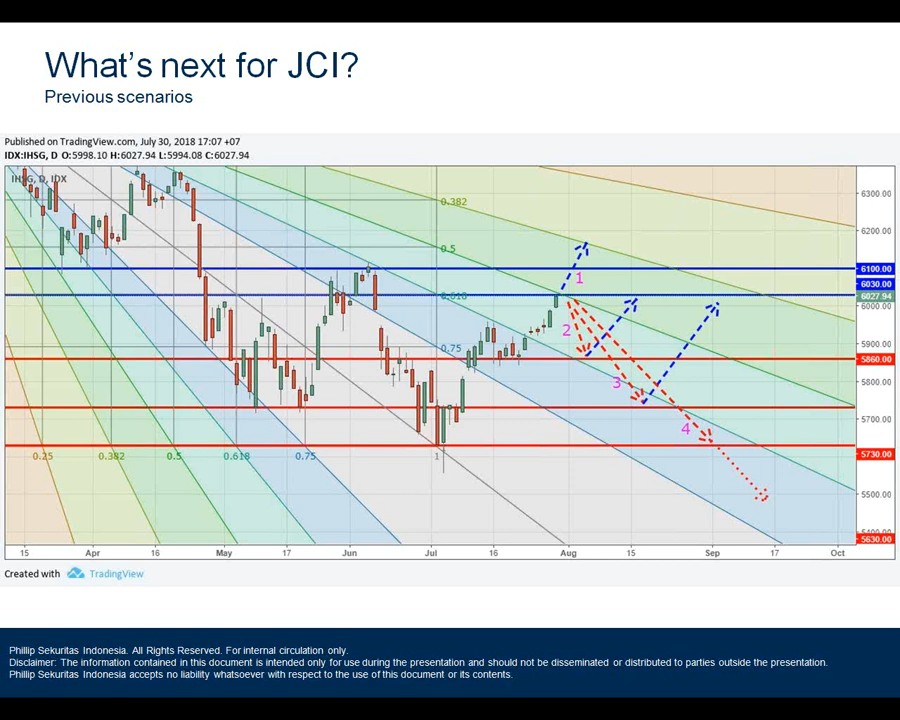 What's next for JCI?
Previous scenarios
Published on TradingView.com, July 30, 2018 17:07 +07
IDX:IHSG, D O:5998.10 H:6027.94 L:5994.08 C:6027.94
IHSG, D, IDX
6300.00
0.382
6200.00
0.5
1
6100.00
6030.00
0.618
6027.94
6000.00
2
0.75
5900.00
5860.00
3
5800.00
4
5700.00
0.25
0.382
0.5
0.618
0.75
1
5730.00
5500.00
5400.00
5630.00
15
Apr
16
May
17
Jun
Jul
16
Aug
15
Sep
17
Oct
Created with TradingView
Phillip Sekuritas Indonesia. All Rights Reserved. For internal circulation only.
Disclaimer: The information contained in this document is intended only for use during the presentation and should not be disseminated or distributed to parties outside the presentation.
Phillip Sekuritas Indonesia accepts no liability whatsoever with respect to the use of this document or its contents.